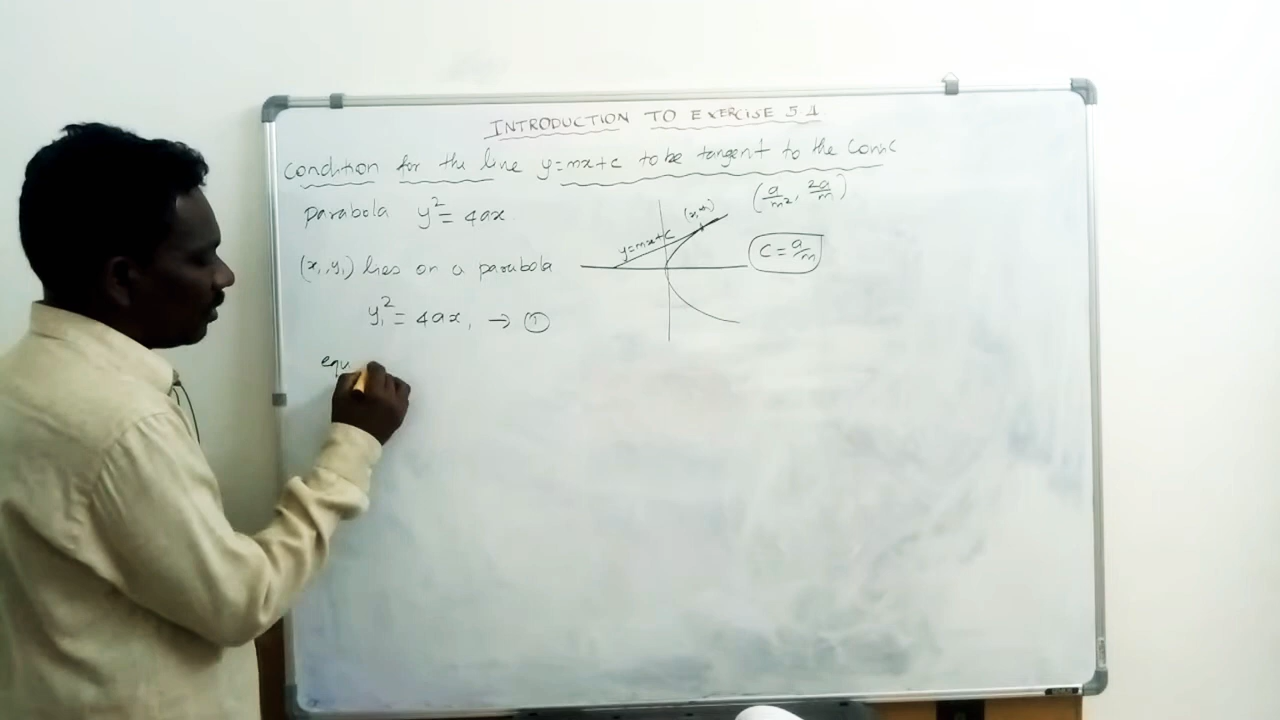 INTRODUCTION TO EXERCISE 5.1
Condition for the line y=mx+c to be tangent to the Conic
parabola y² = 4ax
(x₁, y₁) lies on a parabola
y₁² = 4ax₁ → ①
equ
y=mx+c
(x₁, y₁)
(a/m², 2a/m)
C = a/m